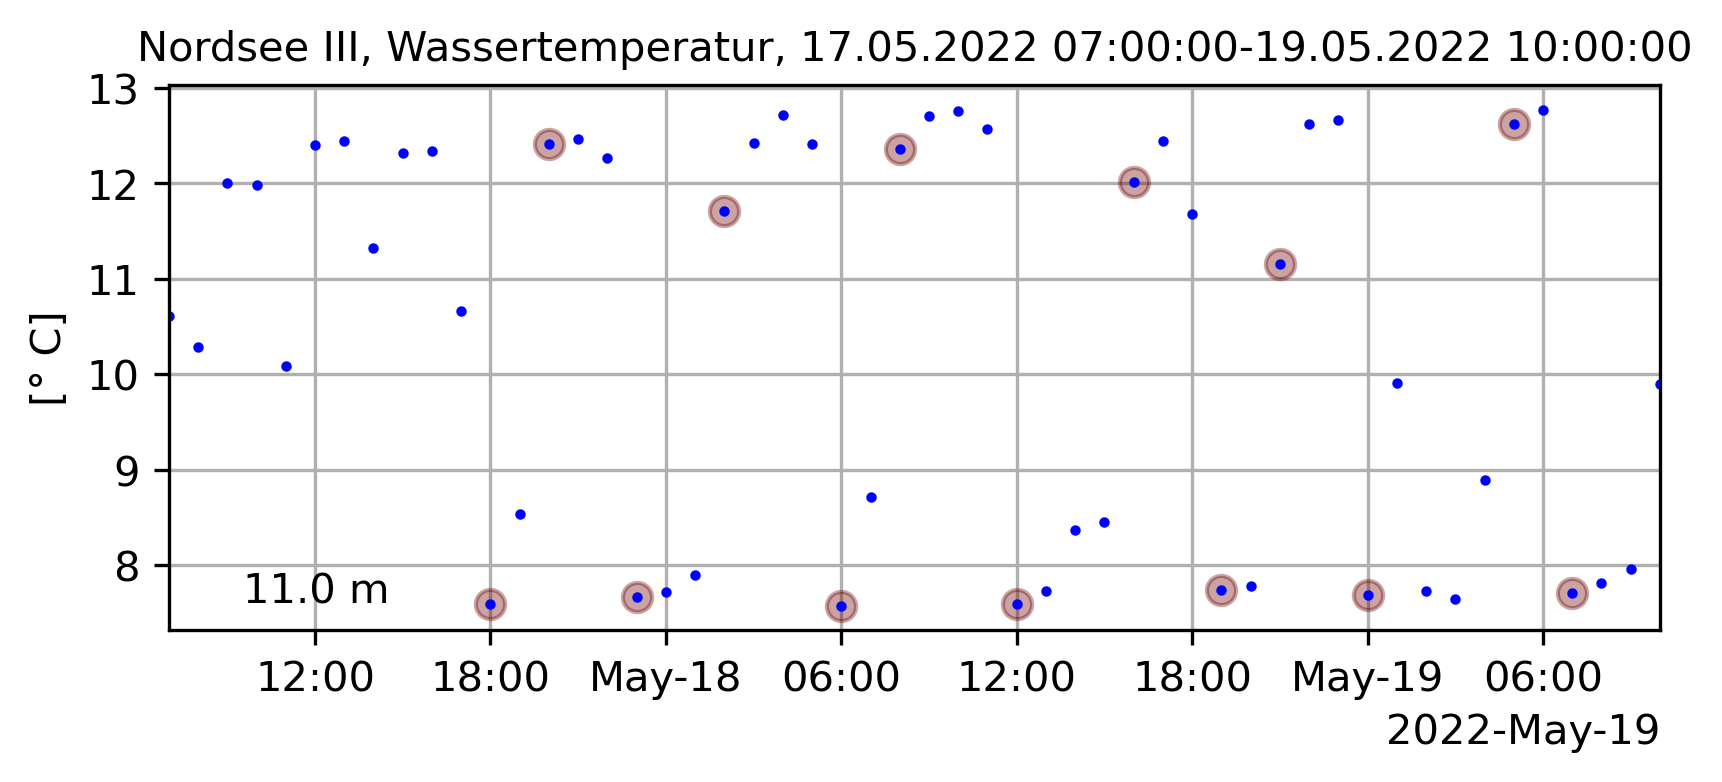 Nordsee III, Wassertemperatur, 17.05.2022 07:00:00-19.05.2022 10:00:00
13
12
11
10
9
8
[° C]
11.0 m
12:00 18:00 May-18 06:00 12:00 18:00 May-19 06:00
2022-May-19